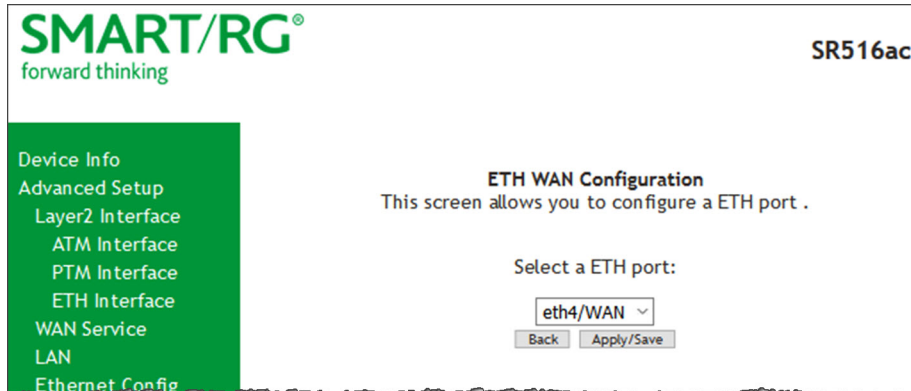 SMART/RG®
forward thinking
SR516ac
Device Info
Advanced Setup
Layer2 Interface
ATM Interface
PTM Interface
ETH Interface
WAN Service
LAN
Ethernet Config
ETH WAN Configuration
This screen allows you to configure a ETH port .
Select a ETH port:
eth4/WAN
Back Apply/Save